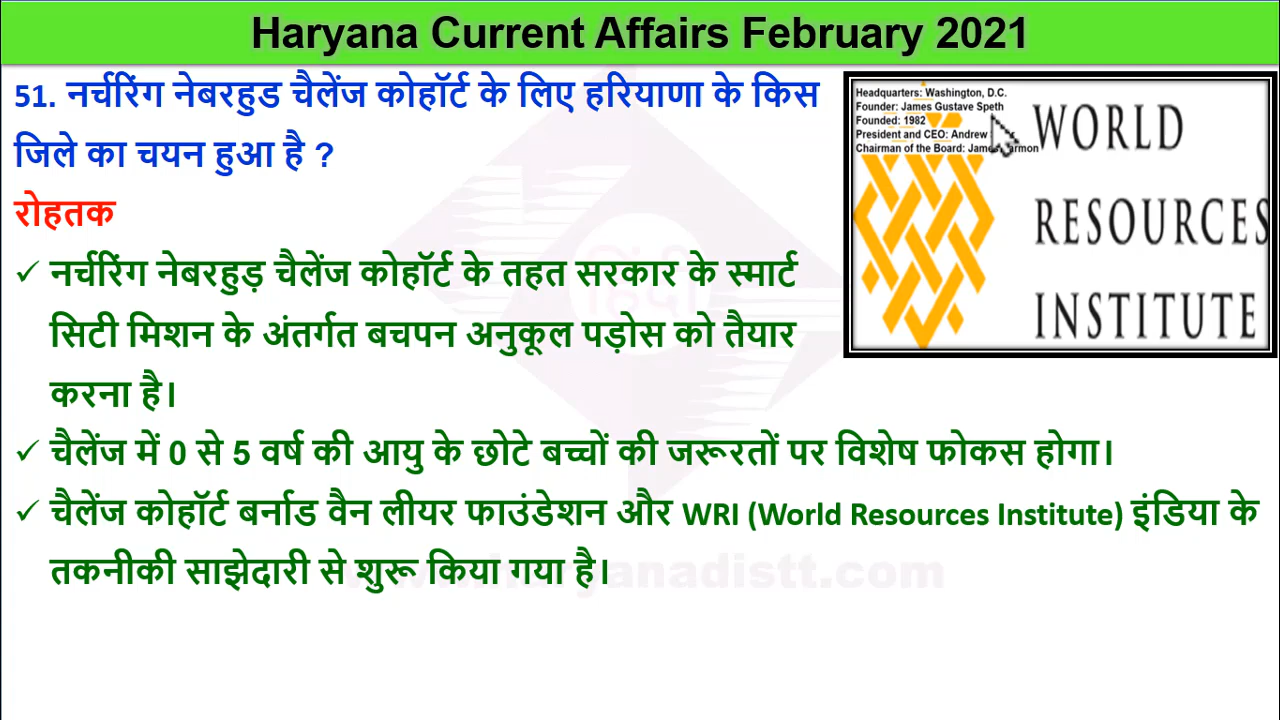 Haryana Current Affairs February 2021
51. नर्चरिंग नेबरहुड चैलेंज कोहॉर्ट के लिए हरियाणा के किस
जिले का चयन हुआ है ?
रोहतक
✓ नर्चरिंग नेबरहुड़ चैलेंज कोहॉर्ट के तहत सरकार के स्मार्ट
सिटी मिशन के अंतर्गत बचपन अनुकूल पड़ोस को तैयार
करना है।
✓ चैलेंज में 0 से 5 वर्ष की आयु के छोटे बच्चों की जरूरतों पर विशेष फोकस होगा।
✓ चैलेंज कोहॉर्ट बर्नाड वैन लीयर फाउंडेशन और WRI (World Resources Institute) इंडिया के
तकनीकी साझेदारी से शुरू किया गया है।
Headquarters: Washington, D.C.
Founder: James Gustave Speth
Founded: 1982
President and CEO: Andrew
Chairman of the Board:
WORLD
RESOURCES
INSTITUTE
हिंदी